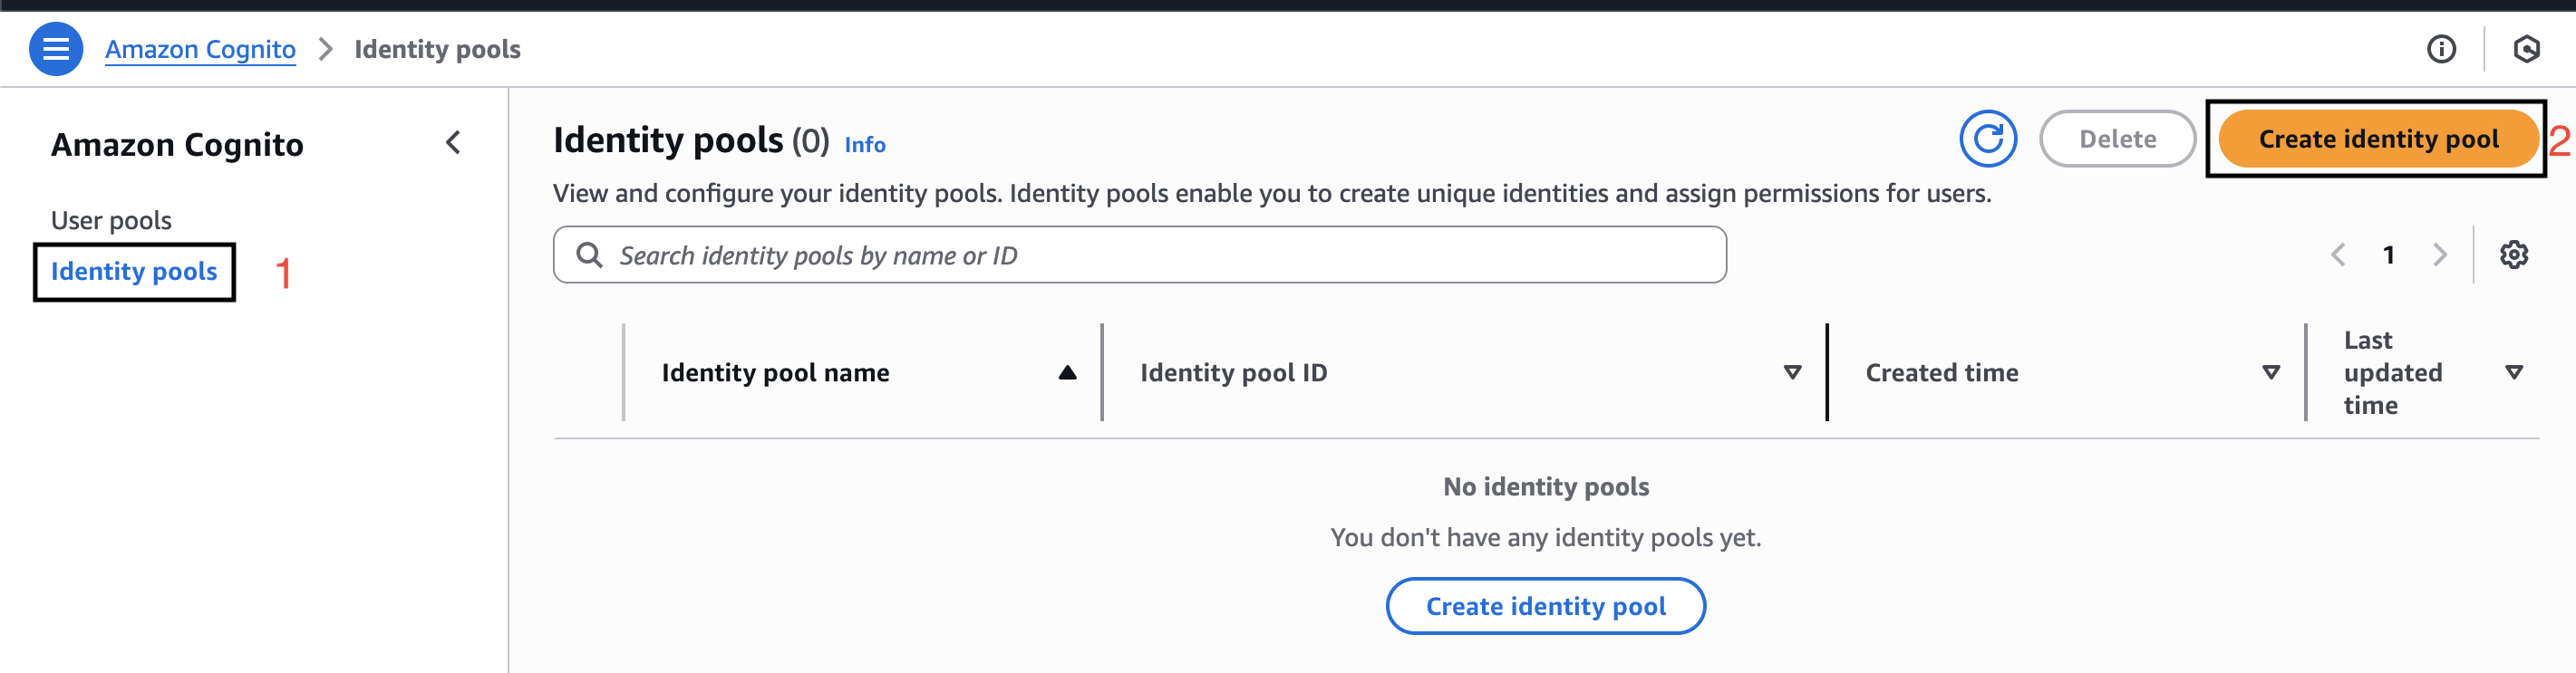 Amazon Cognito > Identity pools
Amazon Cognito
User pools
Identity pools 1
Identity pools (0) Info
Delete
Create identity pool 2
View and configure your identity pools. Identity pools enable you to create unique identities and assign permissions for users.
Search identity pools by name or ID
1
Identity pool name
Identity pool ID
Created time
Last
updated
time
No identity pools
You don't have any identity pools yet.
Create identity pool